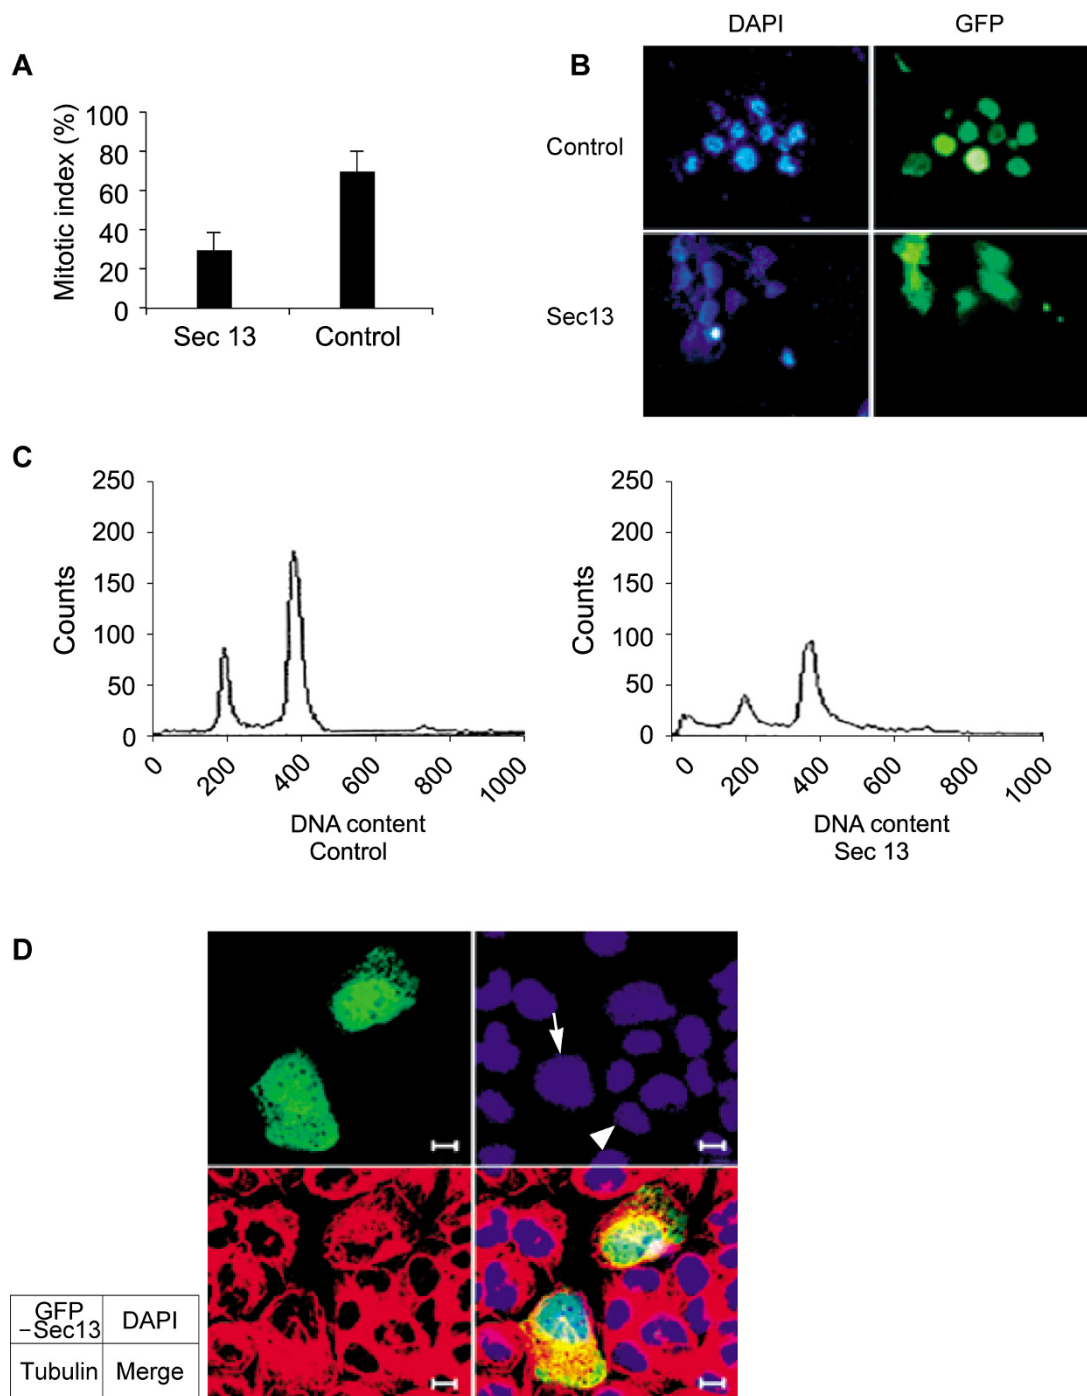 A
Mitotic index (%)
100
80
60
40
20
0
Sec 13
Control
B
DAPI
GFP
Control
Sec13
C
Counts
250
200
150
100
50
0
0
200
400
600
800
1000
DNA content
Control
Counts
250
200
150
100
50
0
0
200
400
600
800
1000
DNA content
Sec 13
D
GFP
–Sec13
DAPI
Tubulin
Merge